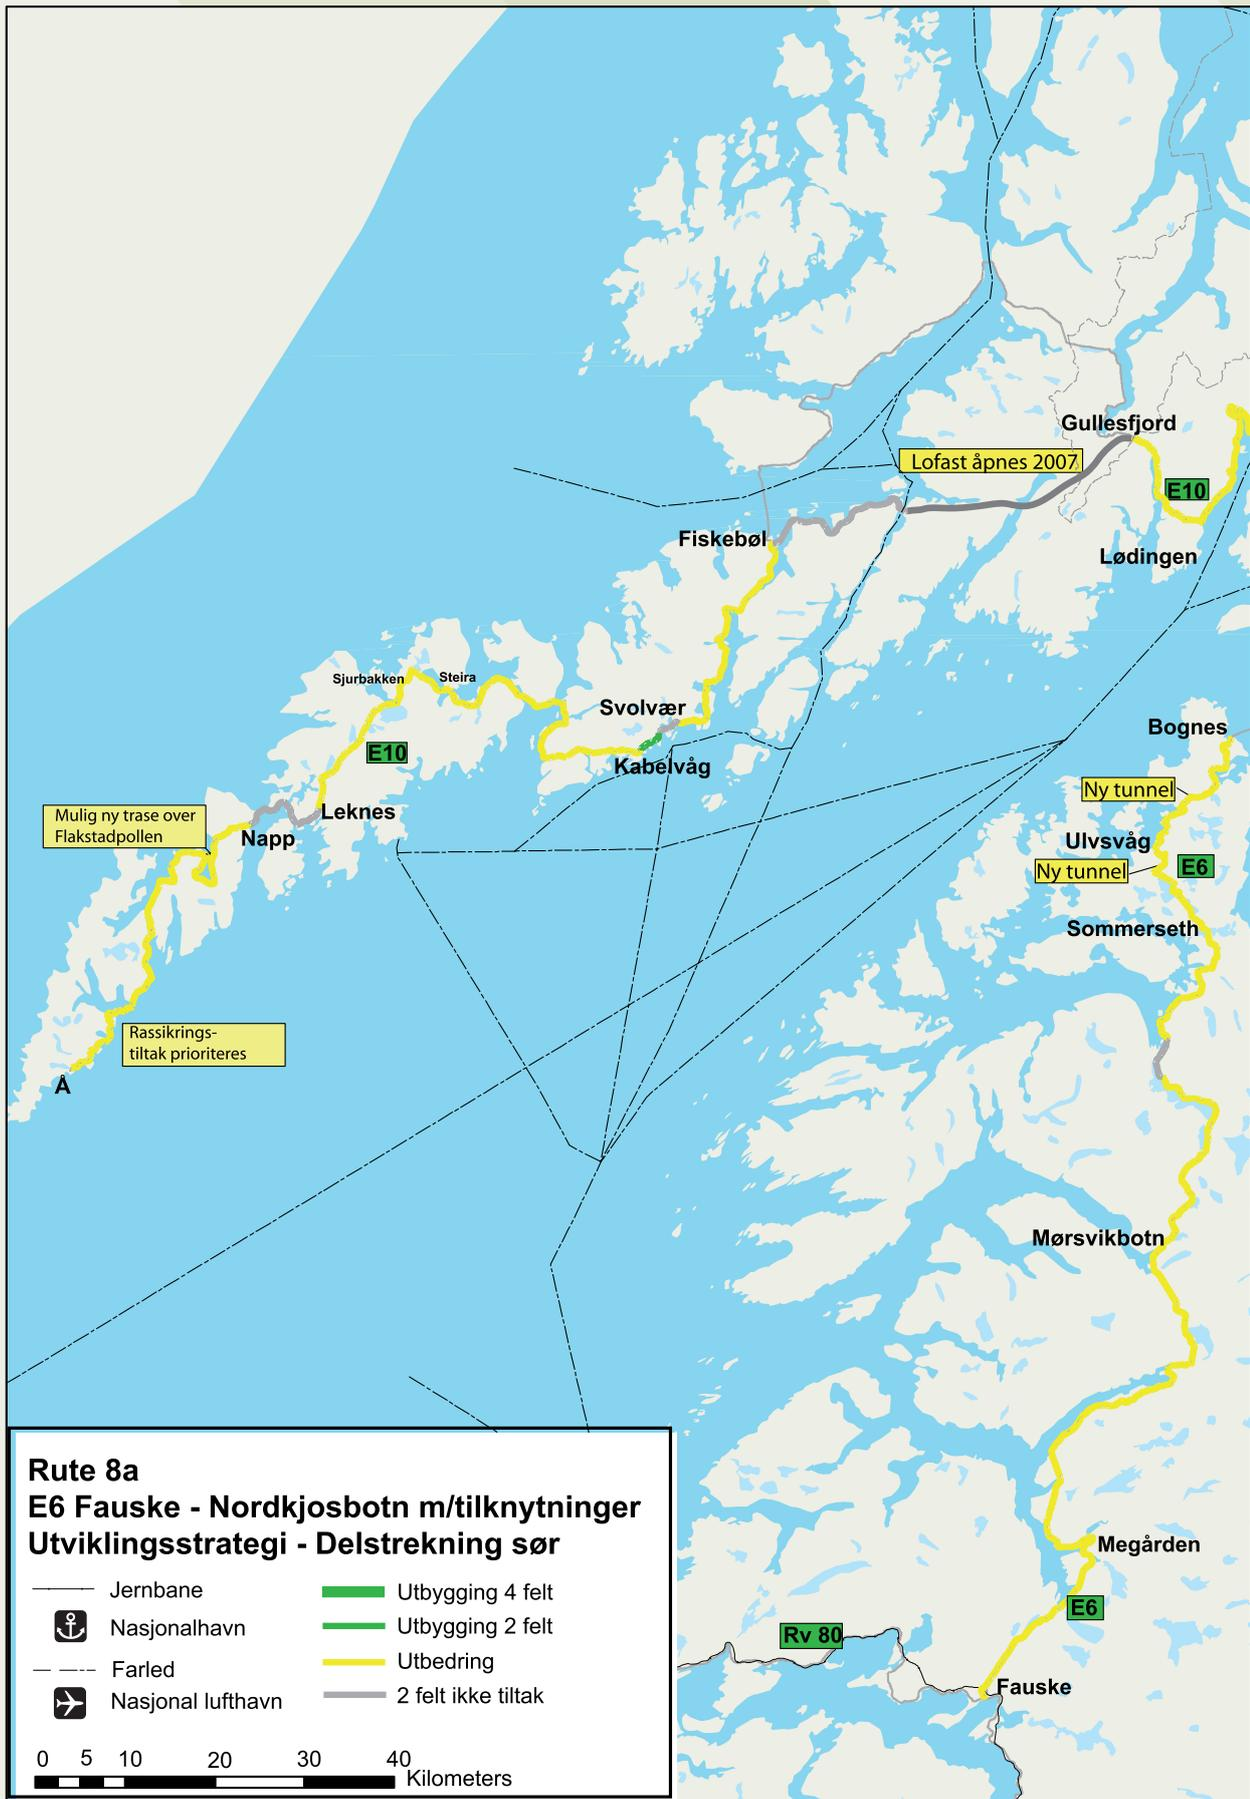 Gullesfjord
Lofast åpnes 2007
E10
Fiskebøl
Lødingen
Sjurbakken
Steira
Svolvær
Bognes
E10
Kabelvåg
Ny tunnel
Mulig ny trase over
Flakstadpollen
Leknes
Napp
Ulvsvåg
E6
Ny tunnel
Sommerseth
Rassikrings-
tiltak prioriteres
Å
Mørsvikbotn
Megården
E6
Rv 80
Fauske
Rute 8a
E6 Fauske - Nordkjosbotn m/tilknytninger
Utviklingsstrategi - Delstrekning sør
Jernbane
Nasjonalhavn
Farled
Nasjonal lufthavn
Utbygging 4 felt
Utbygging 2 felt
Utbedring
2 felt ikke tiltak
0 5 10 20 30 40
Kilometers